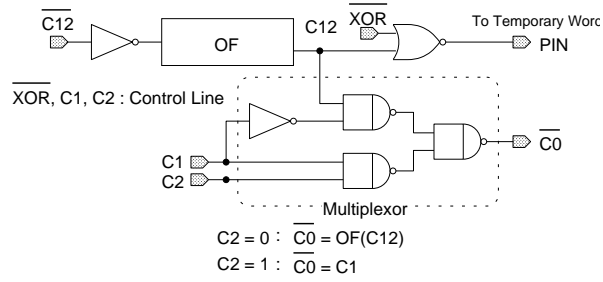 C12
XOR
To Temporary Word
C12
OF
PIN
XOR, C1, C2 : Control Line
C0
C1
C2
Multiplexor
C2 = 0 : C0 = OF(C12)
C2 = 1 : C0 = C1